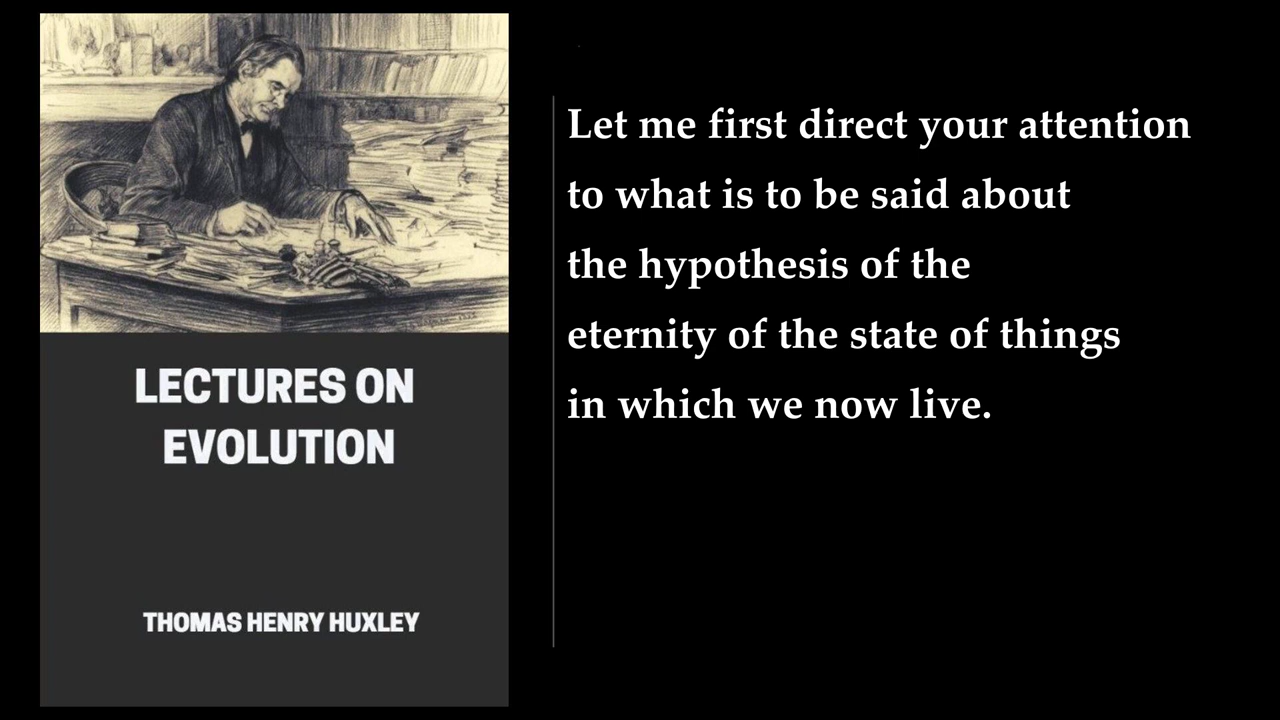 LECTURES ON
EVOLUTION
THOMAS HENRY HUXLEY
Let me first direct your attention
to what is to be said about
the hypothesis of the
eternity of the state of things
in which we now live.